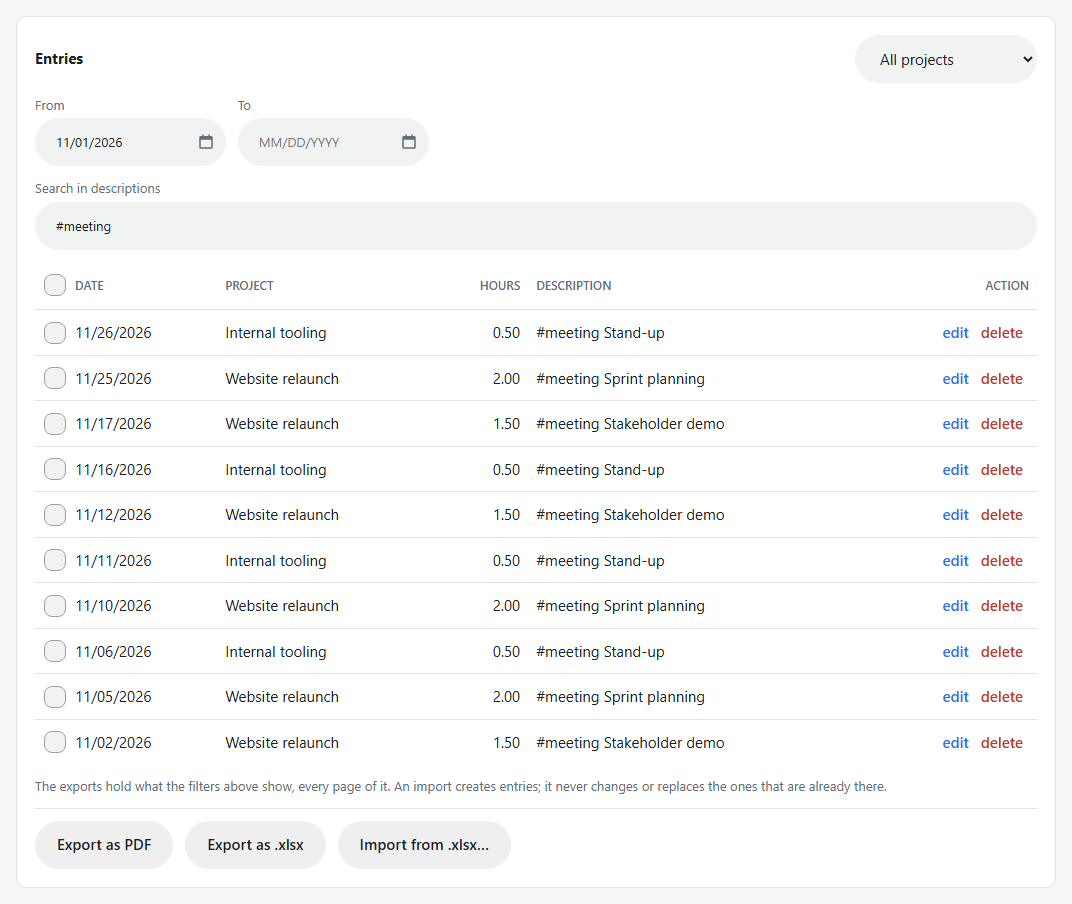 Entries
All projects
From To
11/01/2026 MM/DD/YYYY
Search in descriptions
#meeting
DATE PROJECT HOURS DESCRIPTION ACTION
11/26/2026 Internal tooling 0.50 #meeting Stand-up edit delete
11/25/2026 Website relaunch 2.00 #meeting Sprint planning edit delete
11/17/2026 Website relaunch 1.50 #meeting Stakeholder demo edit delete
11/16/2026 Internal tooling 0.50 #meeting Stand-up edit delete
11/12/2026 Website relaunch 1.50 #meeting Stakeholder demo edit delete
11/11/2026 Internal tooling 0.50 #meeting Stand-up edit delete
11/10/2026 Website relaunch 2.00 #meeting Sprint planning edit delete
11/06/2026 Internal tooling 0.50 #meeting Stand-up edit delete
11/05/2026 Website relaunch 2.00 #meeting Sprint planning edit delete
11/02/2026 Website relaunch 1.50 #meeting Stakeholder demo edit delete
The exports hold what the filters above show, every page of it. An import creates entries; it never changes or replaces the ones that are already there.
Export as PDF Export as .xlsx Import from .xlsx...